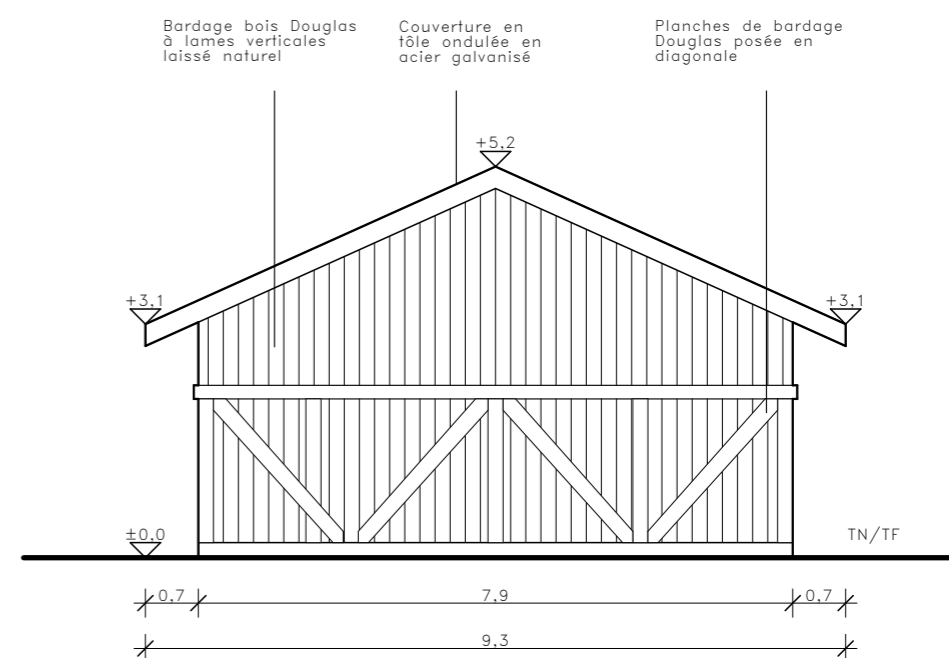 Bardage bois Douglas
à lames verticales
laissé naturel
Couverture en
tôle ondulée en
acier galvanisé
Planches de bardage
Douglas posée en
diagonale
+5,2
+3,1
+3,1
±0,0
TN/TF
0,7
7,9
0,7
9,3